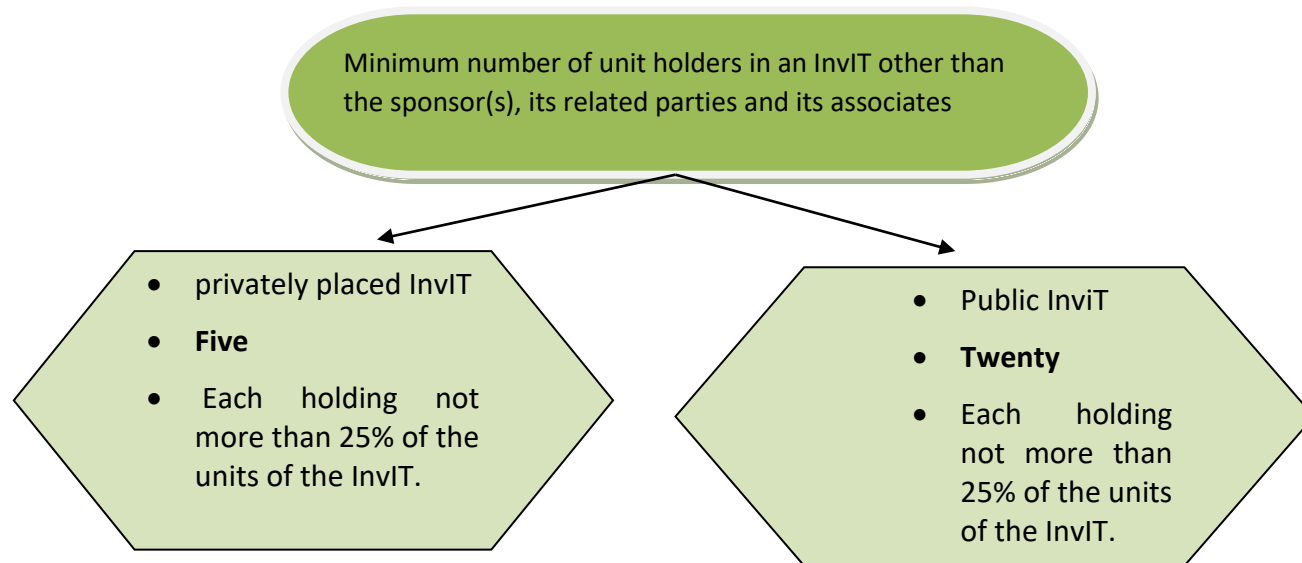 Minimum number of unit holders in an InvIT other than
the sponsor(s), its related parties and its associates
• privately placed InvIT
• Five
• Each holding not
more than 25% of the
units of the InvIT.
• Public InviT
• Twenty
• Each holding
not more than
25% of the units
of the InvIT.